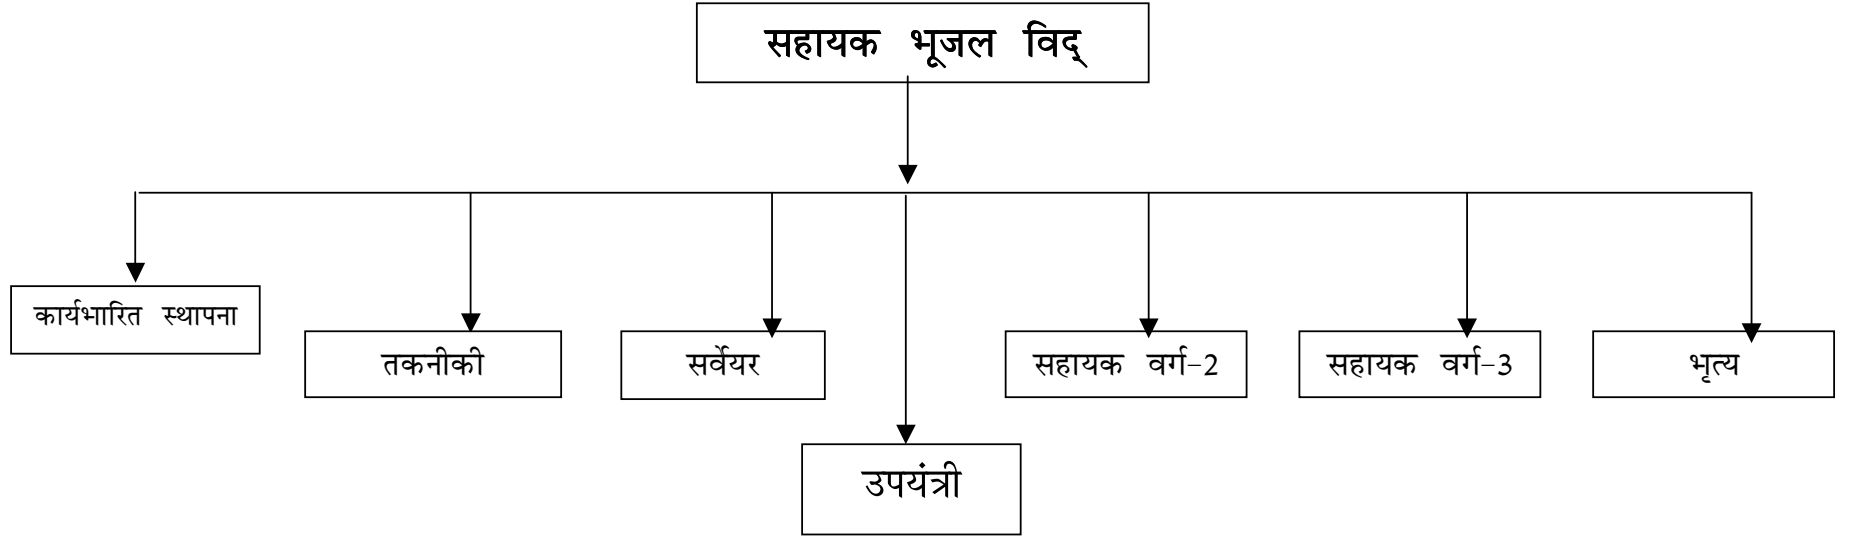 सहायक भूजल विद्
कार्यभारित स्थापना
तकनीकी
सर्वेयर
सहायक वर्ग-2
सहायक वर्ग-3
भृत्य
उपयंत्री